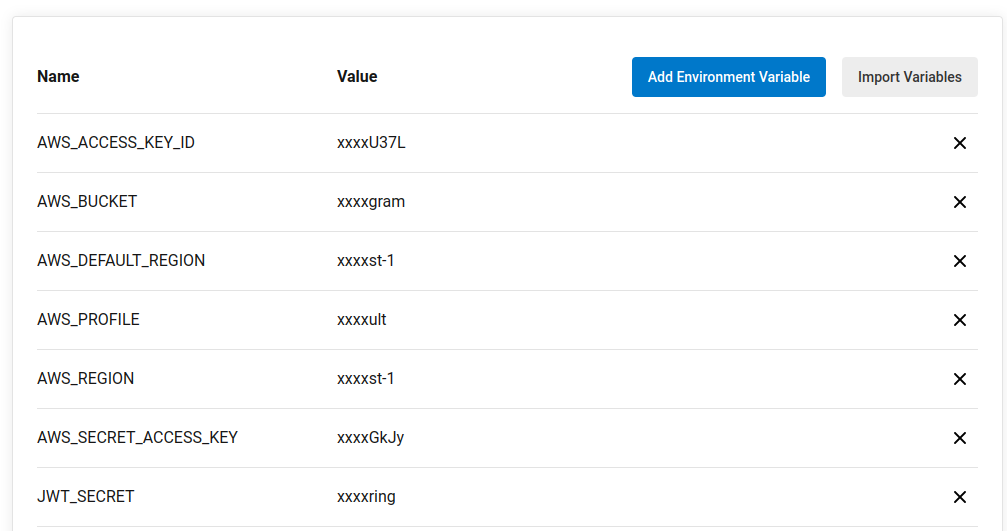 Name Value Add Environment Variable Import Variables
AWS_ACCESS_KEY_ID xxxxU37L
AWS_BUCKET xxxxgram
AWS_DEFAULT_REGION xxxxst-1
AWS_PROFILE xxxxult
AWS_REGION xxxxst-1
AWS_SECRET_ACCESS_KEY xxxxGkJy
JWT_SECRET xxxxring